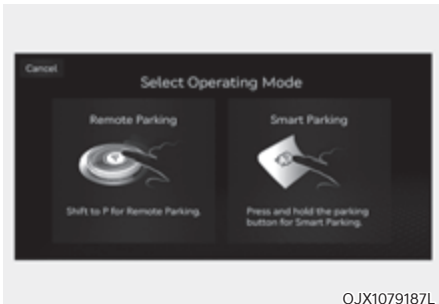 Cancel
Select Operating Mode
Remote Parking
Shift to P for Remote Parking.
Smart Parking
Press and hold the parking
button for Smart Parking.
OJX1079187L